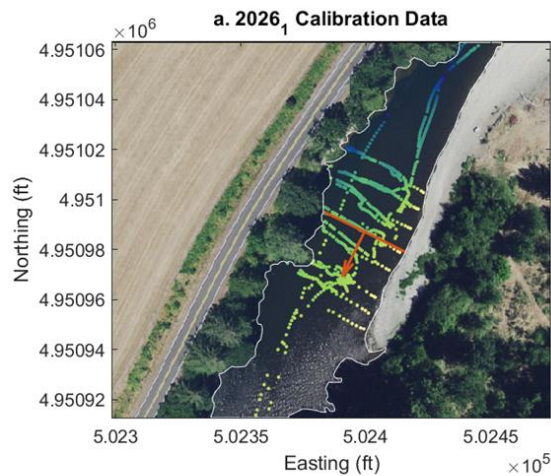 a. 2026₁ Calibration Data
×10⁶
4.95106
4.95104
4.95102
4.951
4.95098
4.95096
4.95094
4.95092
Northing (ft)
5.023 5.0235 5.024 5.0245
Easting (ft)
×10⁵